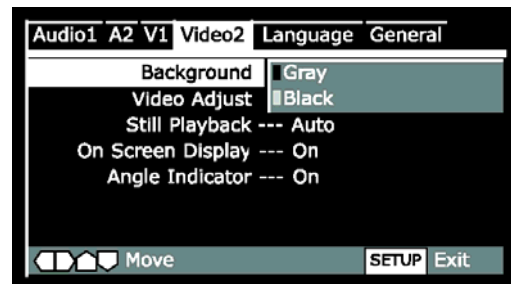 Audio1 A2 V1 Video2 Language General
Background Gray
Video Adjust Black
Still Playback --- Auto
On Screen Display --- On
Angle Indicator --- On
Move SETUP Exit